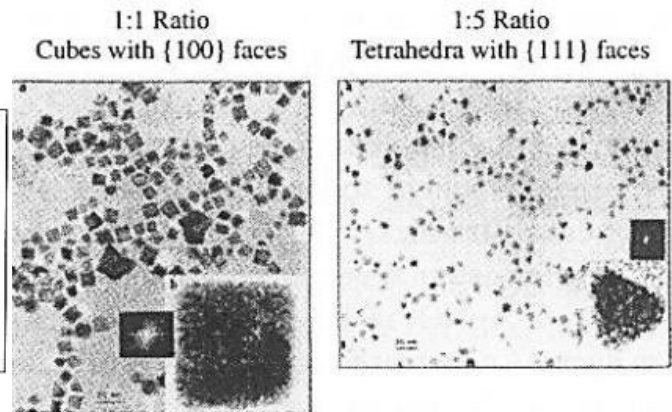 1:1 Ratio
Cubes with {100} faces
1:5 Ratio
Tetrahedra with {111} faces